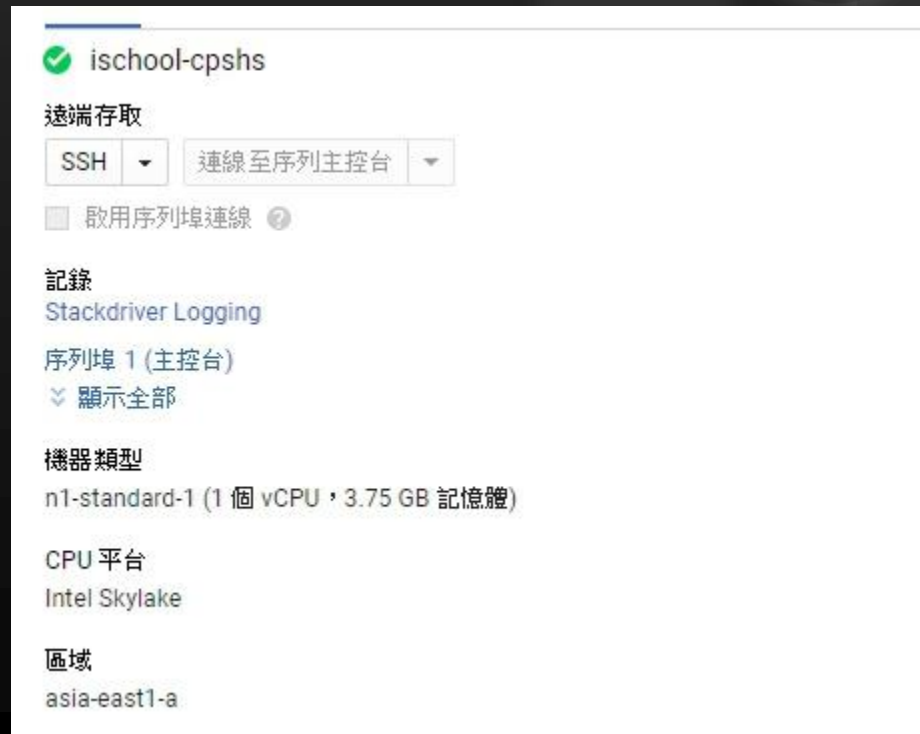 ischool-cpshs
遠端存取
SSH 連線至序列主控台
啟用序列埠連線
記錄
Stackdriver Logging
序列埠 1 (主控台)
顯示全部
機器類型
n1-standard-1 (1 個 vCPU，3.75 GB 記憶體)
CPU 平台
Intel Skylake
區域
asia-east1-a